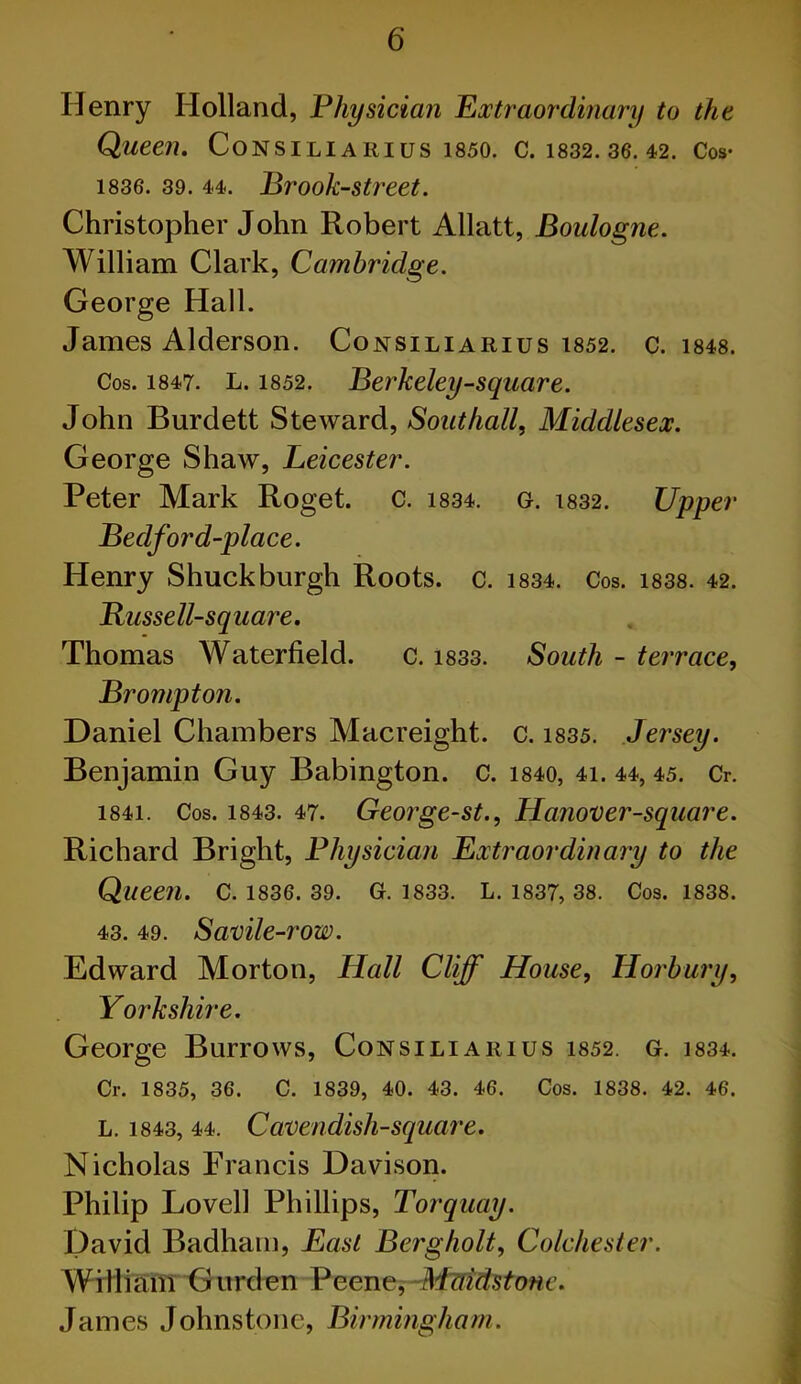 6
Henry Holland, Physician Extraordinary to the
Queen. CONSILIARIUS 1850. C. 1832. 36. 42. Cos·
1836. 39. 44. Brook-street.
Christopher John Robert Allatt, Boulogne.
William Clark, Cambridge.
George Hall.
James Alderson. CONSILIARIUS 1852. C. 1848.
Cos. 1847. L. 1852. Berkeley-square.
John Burdett Steward, Southall, Middlesex.
George Shaw, Leicester.
Peter Mark Roget. C. 1834. G. 1832. Upper
Bedford-place.
Henry Shuckburgh Roots. C. 1834. Cos. 1838. 42.
Russell-square.
Thomas Waterfield. C. 1833. South - terrace,
Brompton.
Daniel Chambers Macreight. C. 1835. Jersey.
Benjamin Guy Babington. C. 1840, 41. 44, 45. Cr.
1841. Cos. 1843. 47. George-st., Hanover-square.
Richard Bright, Physician Extraordinary to the
Queen. C. 1836. 39. G. 1833. L. 1837, 38. Cos. 1838.
43. 49. Savile-row.
Edward Morton, Hall Cliff House, Horbury,
Yorkshire.
George Burrows, CONSILIARIUS 1852. G. 1834.
Cr. 1835, 36. C. 1839, 40. 43. 46. Cos. 1838. 42. 46.
L. 1843, 44. Cavendish-square.
Nicholas Francis Davison.
Philip Lovell Phillips, Torquay.
David Badham, East Bergholt, Colchester.
William Gurden Peene, Maidstone.
James Johnstone, Birmingham.